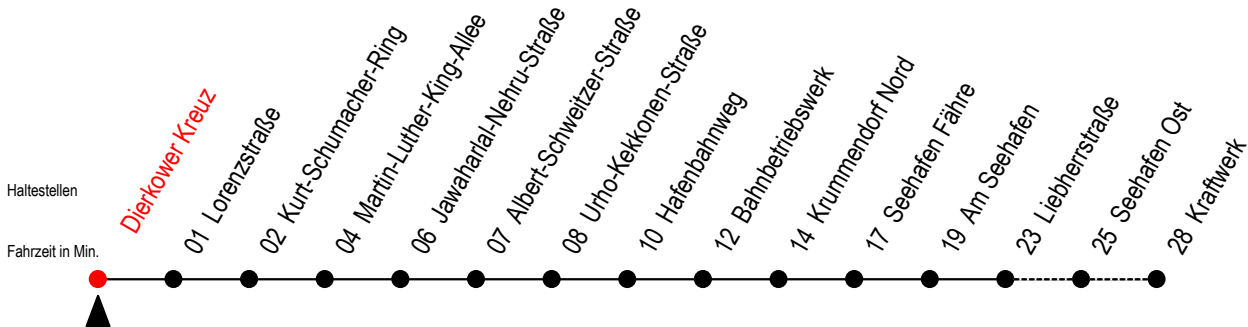 Haltestellen
Fahrzeit in Min.
Dierkower Kreuz
01 Lorenzstraße
02 Kurt-Schumacher-Ring
04 Martin-Luther-King-Allee
06 Jawaharlal-Nehru-Straße
07 Albert-Schweitzer-Straße
08 Urho-Kekkonen-Straße
10 Hafenbahnweg
12 Bahnbetriebswerk
14 Krummendorf Nord
17 Seehafen Fähre
19 Am Seehafen
23 Liebherrstraße
25 Seehafen Ost
28 Kraftwerk